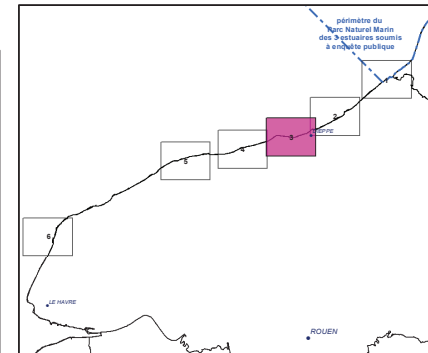 périmètre du
Parc Naturel Marin
des 3 estuaires soumis
à enquête publique
1
2
DIEPPE
3
4
5
6
LE HAVRE
ROUEN